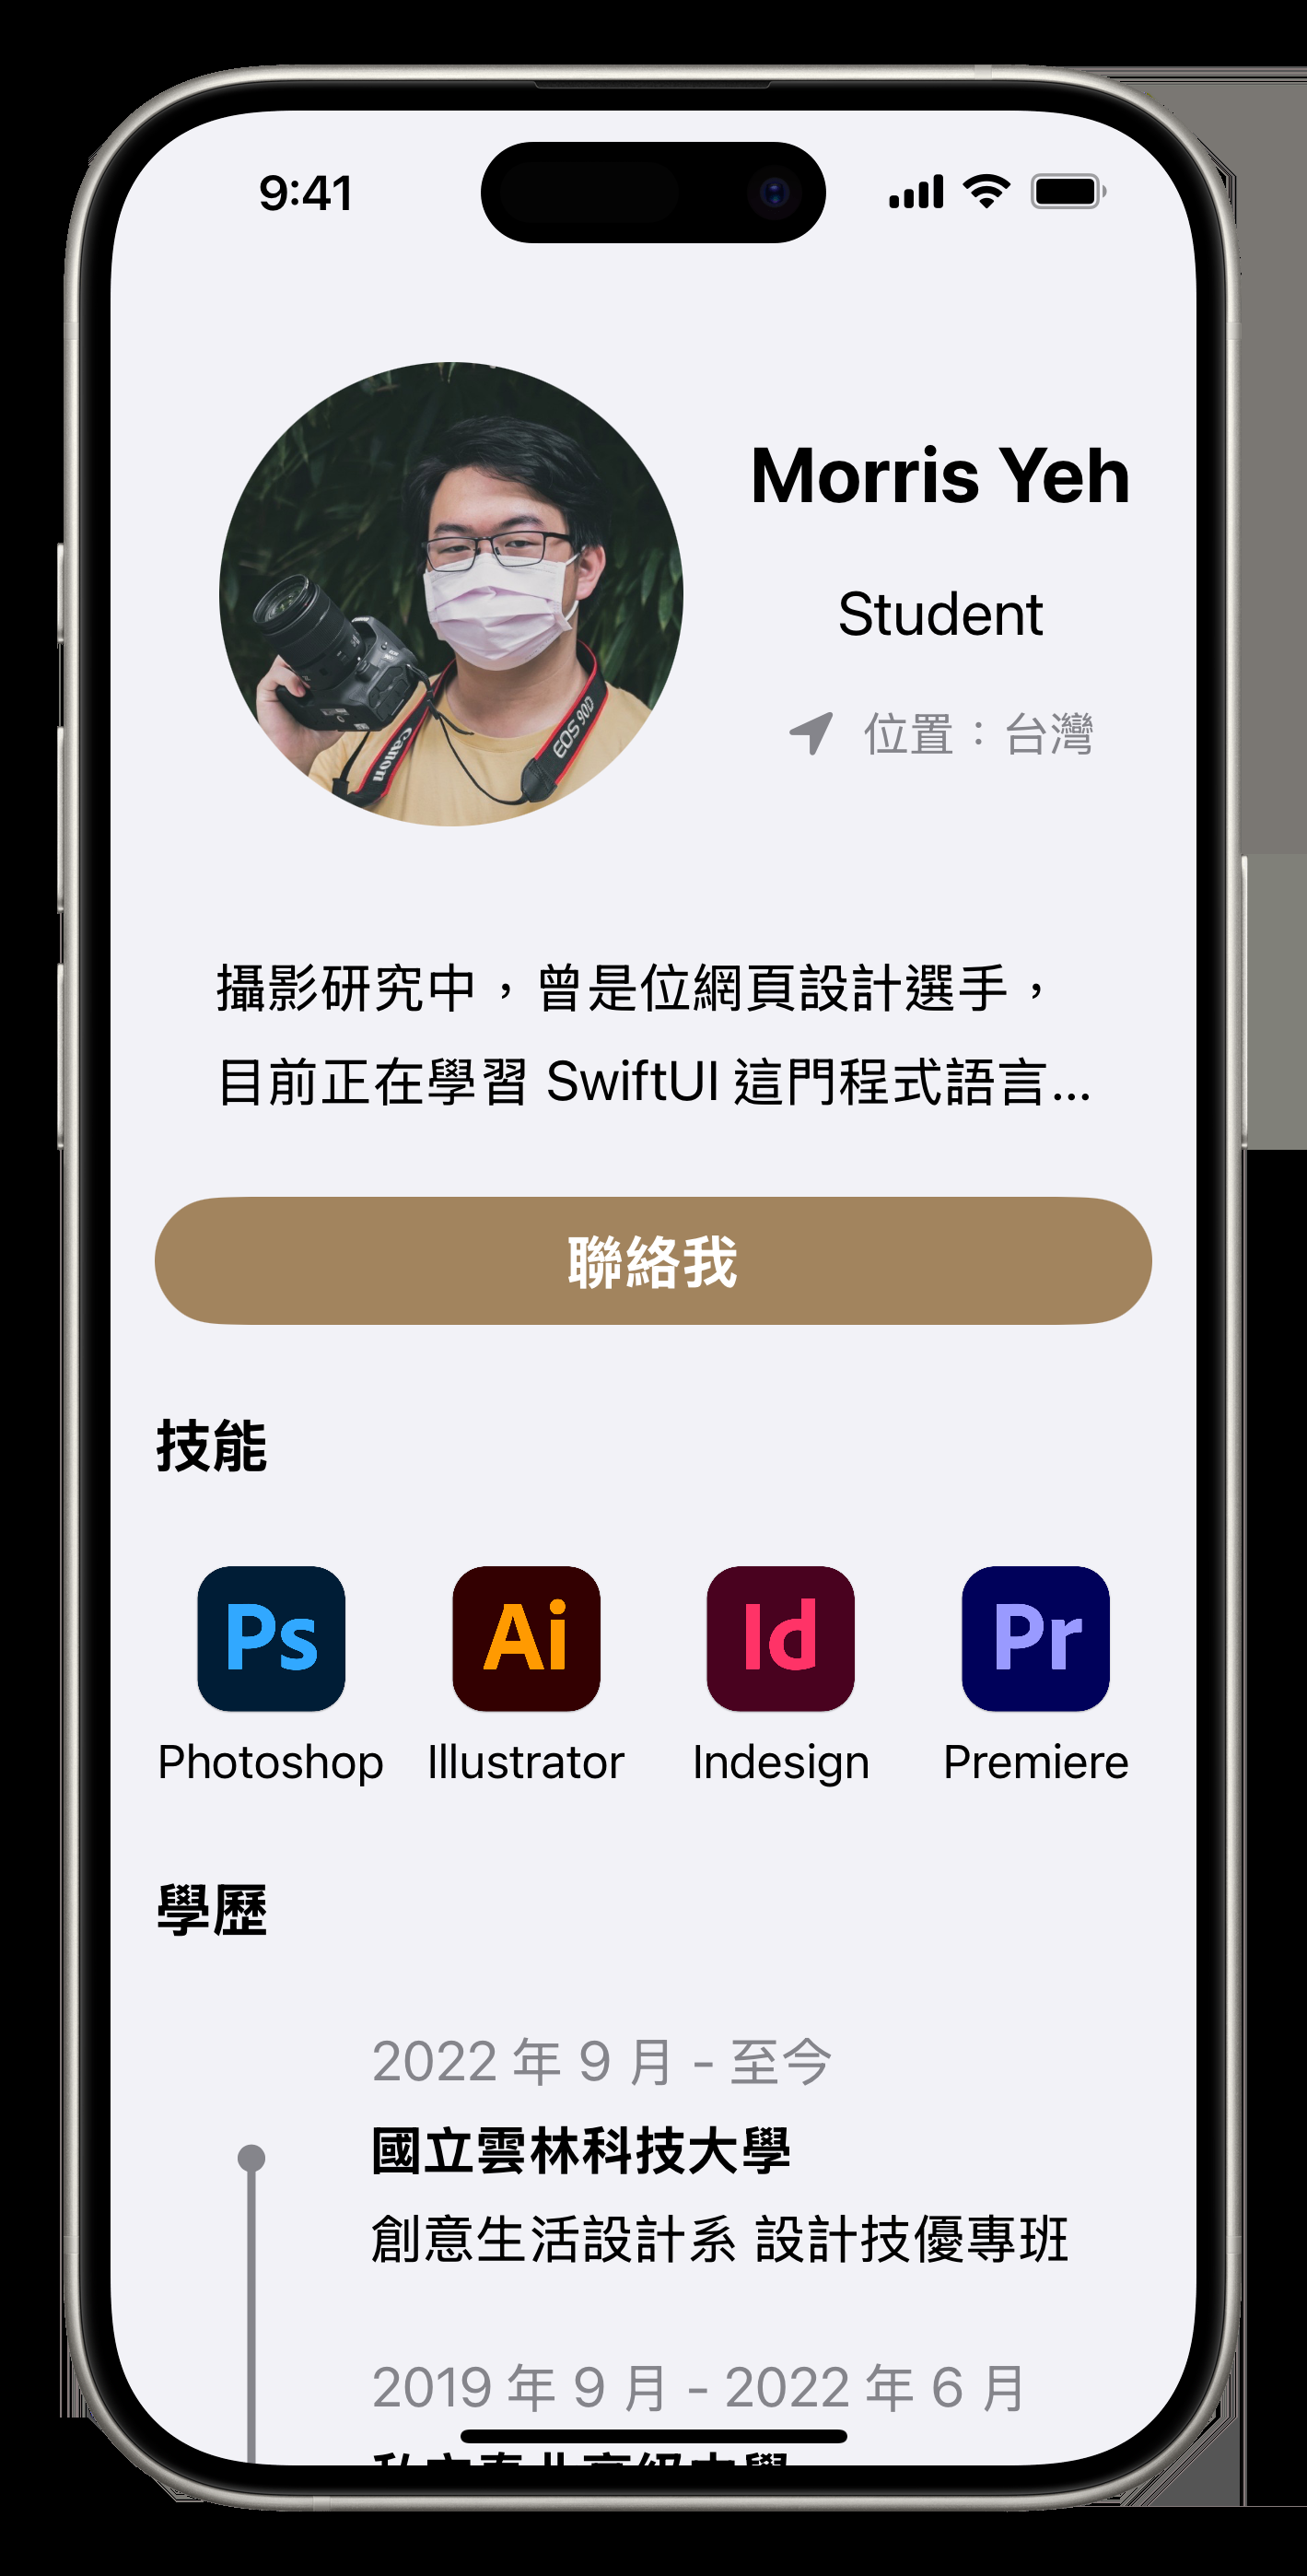 9:41
Morris Yeh
Student
位置：台灣
Canon
EOS 90D
攝影研究中，曾是位網頁設計選手，
目前正在學習 SwiftUI 這門程式語言...
聯絡我
技能
Ps Ai Id Pr
Photoshop Illustrator Indesign Premiere
學歷
2022 年 9 月 - 至今
國立雲林科技大學
創意生活設計系 設計技優專班
2019 年 9 月 - 2022 年 6 月